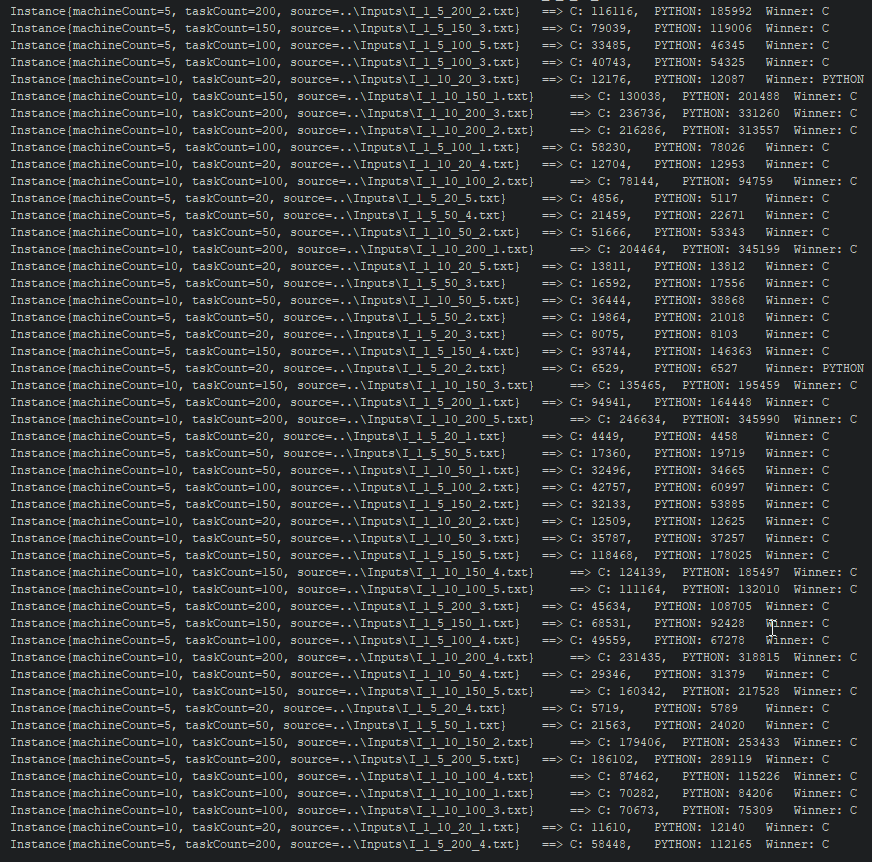 Instance{machineCount=5, taskCount=200, source=..\Inputs\I_1_5_200_2.txt} ==> C: 116116, PYTHON: 185992 Winner: C
Instance{machineCount=5, taskCount=150, source=..\Inputs\I_1_5_150_3.txt} ==> C: 79039, PYTHON: 119006 Winner: C
Instance{machineCount=5, taskCount=100, source=..\Inputs\I_1_5_100_5.txt} ==> C: 33485, PYTHON: 46345 Winner: C
Instance{machineCount=5, taskCount=100, source=..\Inputs\I_1_5_100_3.txt} ==> C: 40743, PYTHON: 54325 Winner: C
Instance{machineCount=10, taskCount=20, source=..\Inputs\I_1_10_20_3.txt} ==> C: 12176, PYTHON: 12087 Winner: PYTHON
Instance{machineCount=10, taskCount=150, source=..\Inputs\I_1_10_150_1.txt} ==> C: 130038, PYTHON: 201488 Winner: C
Instance{machineCount=10, taskCount=200, source=..\Inputs\I_1_10_200_3.txt} ==> C: 236736, PYTHON: 331260 Winner: C
Instance{machineCount=10, taskCount=200, source=..\Inputs\I_1_10_200_2.txt} ==> C: 216286, PYTHON: 313557 Winner: C
Instance{machineCount=5, taskCount=100, source=..\Inputs\I_1_5_100_1.txt} ==> C: 58230, PYTHON: 78026 Winner: C
Instance{machineCount=10, taskCount=20, source=..\Inputs\I_1_10_20_4.txt} ==> C: 12704, PYTHON: 12953 Winner: C
Instance{machineCount=10, taskCount=100, source=..\Inputs\I_1_10_100_2.txt} ==> C: 78144, PYTHON: 94759 Winner: C
Instance{machineCount=5, taskCount=20, source=..\Inputs\I_1_5_20_5.txt} ==> C: 4856, PYTHON: 5117 Winner: C
Instance{machineCount=5, taskCount=50, source=..\Inputs\I_1_5_50_4.txt} ==> C: 21459, PYTHON: 22671 Winner: C
Instance{machineCount=10, taskCount=50, source=..\Inputs\I_1_10_50_2.txt} ==> C: 51666, PYTHON: 53343 Winner: C
Instance{machineCount=10, taskCount=200, source=..\Inputs\I_1_10_200_1.txt} ==> C: 204464, PYTHON: 345199 Winner: C
Instance{machineCount=10, taskCount=20, source=..\Inputs\I_1_10_20_5.txt} ==> C: 13811, PYTHON: 13812 Winner: C
Instance{machineCount=5, taskCount=50, source=..\Inputs\I_1_5_50_3.txt} ==> C: 16592, PYTHON: 17556 Winner: C
Instance{machineCount=10, taskCount=50, source=..\Inputs\I_1_10_50_5.txt} ==> C: 36444, PYTHON: 38868 Winner: C
Instance{machineCount=5, taskCount=50, source=..\Inputs\I_1_5_50_2.txt} ==> C: 19864, PYTHON: 21018 Winner: C
Instance{machineCount=5, taskCount=20, source=..\Inputs\I_1_5_20_3.txt} ==> C: 8075, PYTHON: 8103 Winner: C
Instance{machineCount=5, taskCount=150, source=..\Inputs\I_1_5_150_4.txt} ==> C: 93744, PYTHON: 146363 Winner: C
Instance{machineCount=5, taskCount=20, source=..\Inputs\I_1_5_20_2.txt} ==> C: 6529, PYTHON: 6527 Winner: PYTHON
Instance{machineCount=10, taskCount=150, source=..\Inputs\I_1_10_150_3.txt} ==> C: 135465, PYTHON: 195459 Winner: C
Instance{machineCount=5, taskCount=200, source=..\Inputs\I_1_5_200_1.txt} ==> C: 94941, PYTHON: 164448 Winner: C
Instance{machineCount=10, taskCount=200, source=..\Inputs\I_1_10_200_5.txt} ==> C: 246634, PYTHON: 345990 Winner: C
Instance{machineCount=5, taskCount=20, source=..\Inputs\I_1_5_20_1.txt} ==> C: 4449, PYTHON: 4458 Winner: C
Instance{machineCount=5, taskCount=50, source=..\Inputs\I_1_5_50_5.txt} ==> C: 17360, PYTHON: 19719 Winner: C
Instance{machineCount=10, taskCount=50, source=..\Inputs\I_1_10_50_1.txt} ==> C: 32496, PYTHON: 34665 Winner: C
Instance{machineCount=5, taskCount=100, source=..\Inputs\I_1_5_100_2.txt} ==> C: 42757, PYTHON: 60997 Winner: C
Instance{machineCount=5, taskCount=150, source=..\Inputs\I_1_5_150_2.txt} ==> C: 32133, PYTHON: 53885 Winner: C
Instance{machineCount=10, taskCount=20, source=..\Inputs\I_1_10_20_2.txt} ==> C: 12509, PYTHON: 12625 Winner: C
Instance{machineCount=10, taskCount=50, source=..\Inputs\I_1_10_50_3.txt} ==> C: 35787, PYTHON: 37257 Winner: C
Instance{machineCount=5, taskCount=150, source=..\Inputs\I_1_5_150_5.txt} ==> C: 118468, PYTHON: 178025 Winner: C
Instance{machineCount=10, taskCount=150, source=..\Inputs\I_1_10_150_4.txt} ==> C: 124139, PYTHON: 185497 Winner: C
Instance{machineCount=10, taskCount=100, source=..\Inputs\I_1_10_100_5.txt} ==> C: 111164, PYTHON: 132010 Winner: C
Instance{machineCount=5, taskCount=200, source=..\Inputs\I_1_5_200_3.txt} ==> C: 45634, PYTHON: 108705 Winner: C
Instance{machineCount=5, taskCount=150, source=..\Inputs\I_1_5_150_1.txt} ==> C: 68531, PYTHON: 92428 Winner: C
Instance{machineCount=5, taskCount=100, source=..\Inputs\I_1_5_100_4.txt} ==> C: 49559, PYTHON: 67278 Winner: C
Instance{machineCount=10, taskCount=200, source=..\Inputs\I_1_10_200_4.txt} ==> C: 231435, PYTHON: 318815 Winner: C
Instance{machineCount=10, taskCount=50, source=..\Inputs\I_1_10_50_4.txt} ==> C: 29346, PYTHON: 31379 Winner: C
Instance{machineCount=10, taskCount=150, source=..\Inputs\I_1_10_150_5.txt} ==> C: 160342, PYTHON: 217528 Winner: C
Instance{machineCount=5, taskCount=20, source=..\Inputs\I_1_5_20_4.txt} ==> C: 5719, PYTHON: 5789 Winner: C
Instance{machineCount=5, taskCount=50, source=..\Inputs\I_1_5_50_1.txt} ==> C: 21563, PYTHON: 24020 Winner: C
Instance{machineCount=10, taskCount=150, source=..\Inputs\I_1_10_150_2.txt} ==> C: 179406, PYTHON: 253433 Winner: C
Instance{machineCount=5, taskCount=200, source=..\Inputs\I_1_5_200_5.txt} ==> C: 186102, PYTHON: 289119 Winner: C
Instance{machineCount=10, taskCount=100, source=..\Inputs\I_1_10_100_4.txt} ==> C: 87462, PYTHON: 115226 Winner: C
Instance{machineCount=10, taskCount=100, source=..\Inputs\I_1_10_100_1.txt} ==> C: 70282, PYTHON: 84206 Winner: C
Instance{machineCount=10, taskCount=100, source=..\Inputs\I_1_10_100_3.txt} ==> C: 70673, PYTHON: 75309 Winner: C
Instance{machineCount=10, taskCount=20, source=..\Inputs\I_1_10_20_1.txt} ==> C: 11610, PYTHON: 12140 Winner: C
Instance{machineCount=5, taskCount=200, source=..\Inputs\I_1_5_200_4.txt} ==> C: 58448, PYTHON: 112165 Winner: C